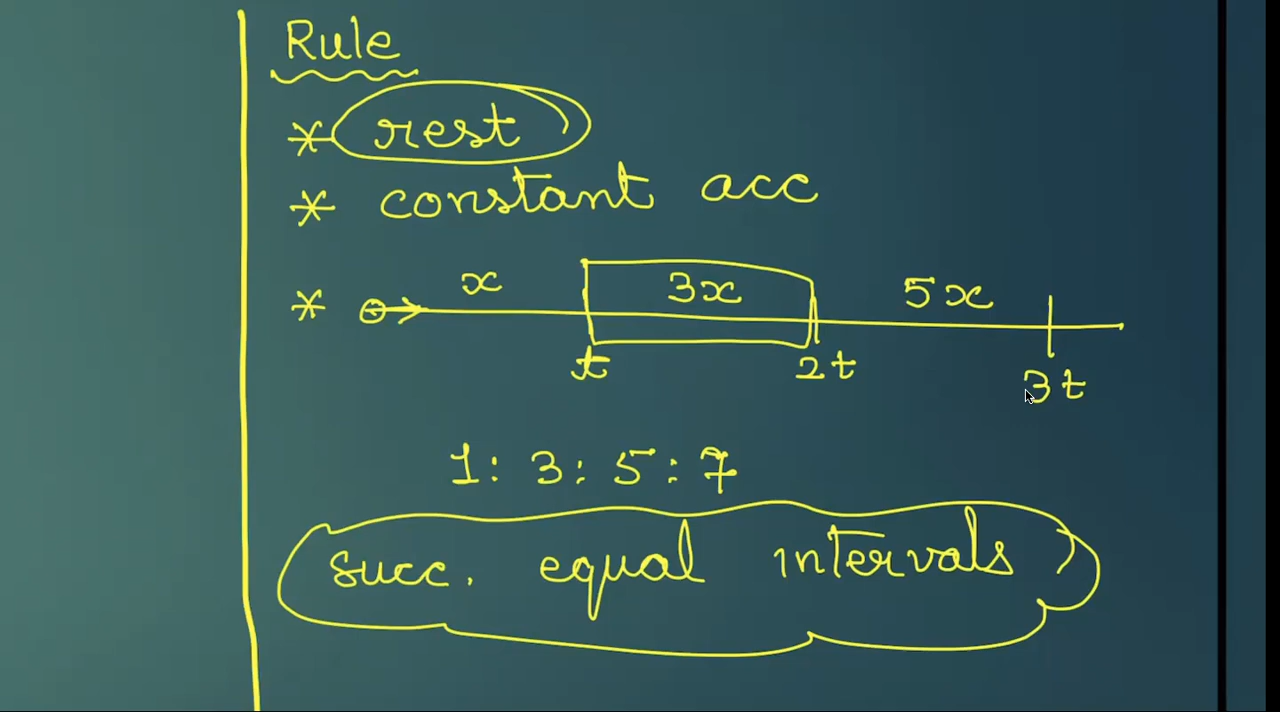 Rule
* rest
* constant acc
* x 3x 5x
t 2t 3t
1: 3: 5: 7
succ. equal intervals